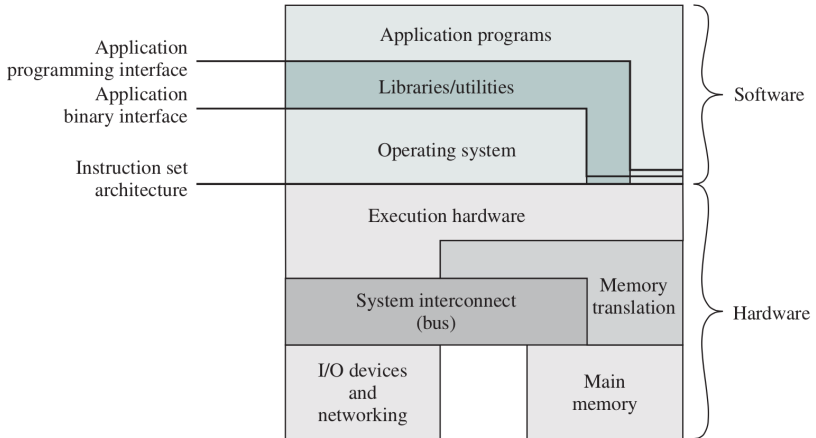 Application
programming interface
Application
binary interface
Instruction set
architecture
Application programs
Libraries/utilities
Operating system
Execution hardware
Memory
translation
System interconnect
(bus)
I/O devices
and
networking
Main
memory
Software
Hardware